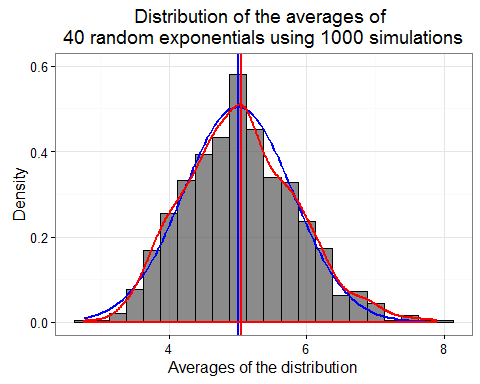 Distribution of the averages of
40 random exponentials using 1000 simulations
0.6
0.4
0.2
0.0
Density
4
6
8
Averages of the distribution